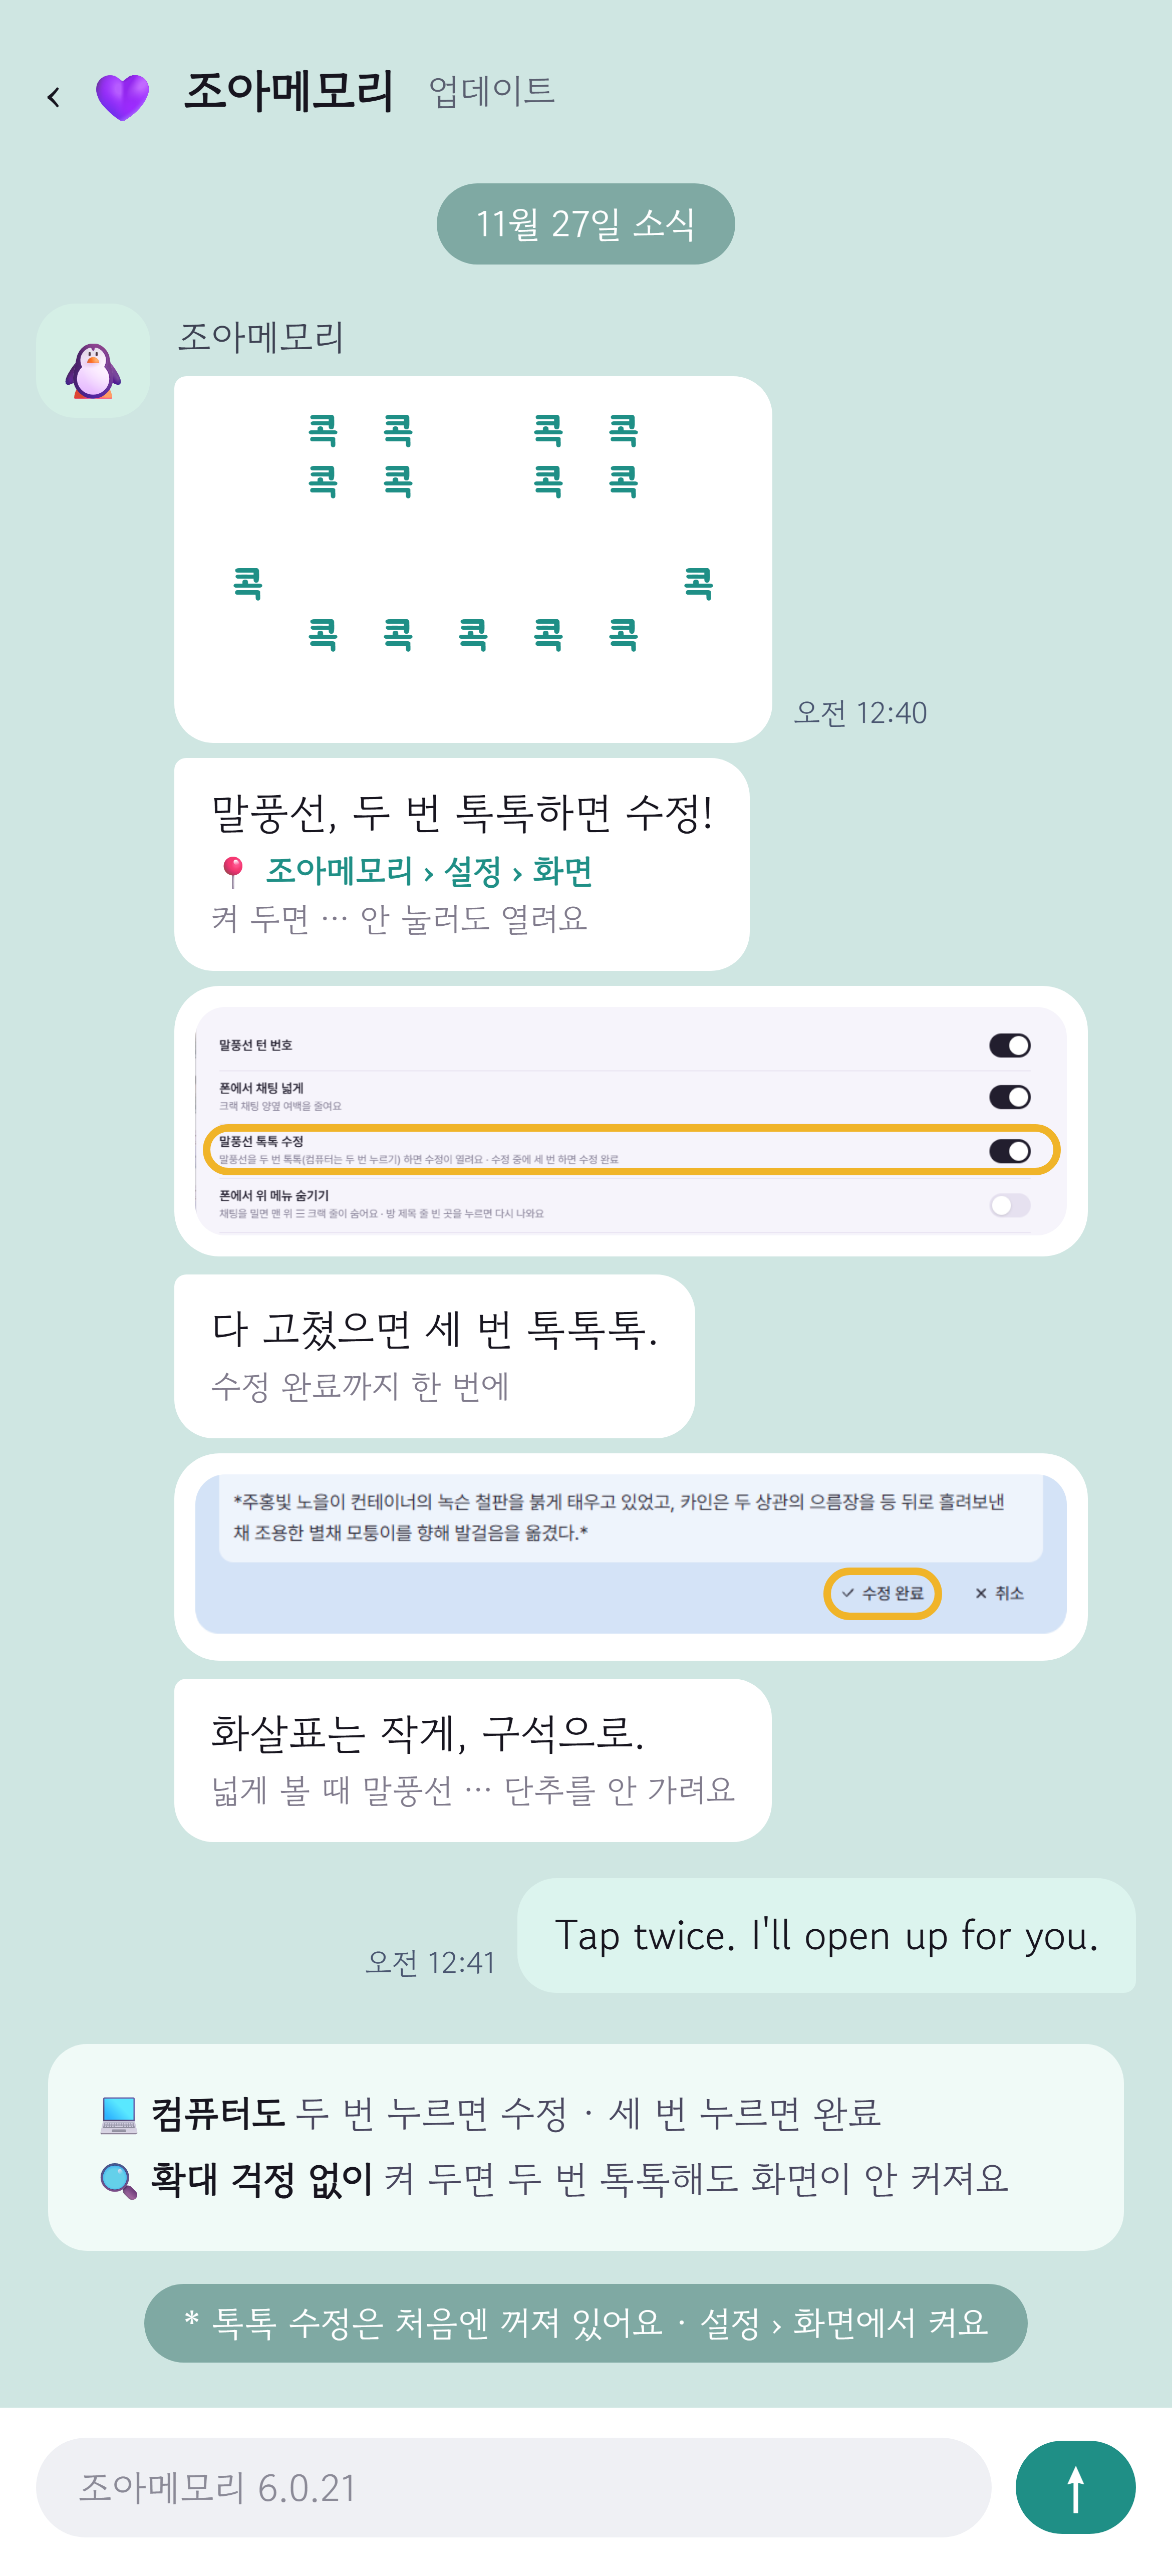 조아메모리 업데이트
11월 27일 소식
조아메모리
콕 콕 콕 콕
콕 콕 콕 콕
콕 콕
콕 콕 콕 콕 콕
오전 12:40
말풍선, 두 번 톡톡하면 수정!
조아메모리 › 설정 › 화면
켜 두면 … 안 눌러도 열려요
말풍선 턴 번호
폰에서 채팅 넓게
크랙 채팅 양옆 여백을 줄여요
말풍선 톡톡 수정
말풍선을 두 번 톡톡(컴퓨터는 두 번 누르기) 하면 수정이 열려요 · 수정 중에 세 번 하면 수정 완료
폰에서 위 메뉴 숨기기
채팅을 밀면 맨 위 ☰ 크랙 줄이 숨어요 · 방 제목 줄 빈 곳을 누르면 다시 나와요
다 고쳤으면 세 번 톡톡톡.
수정 완료까지 한 번에
*주홍빛 노을이 컨테이너의 녹슨 철판을 붉게 태우고 있었고, 카인은 두 상관의 으름장을 등 뒤로 흘려보낸
채 조용한 별채 모퉁이를 향해 발걸음을 옮겼다.*
✓ 수정 완료 ✕ 취소
화살표는 작게, 구석으로.
넓게 볼 때 말풍선 … 단추를 안 가려요
Tap twice. I'll open up for you.
오전 12:41
컴퓨터도 두 번 누르면 수정 · 세 번 누르면 완료
확대 걱정 없이 켜 두면 두 번 톡톡해도 화면이 안 커져요
* 톡톡 수정은 처음엔 꺼져 있어요 · 설정 › 화면에서 켜요
조아메모리 6.0.21